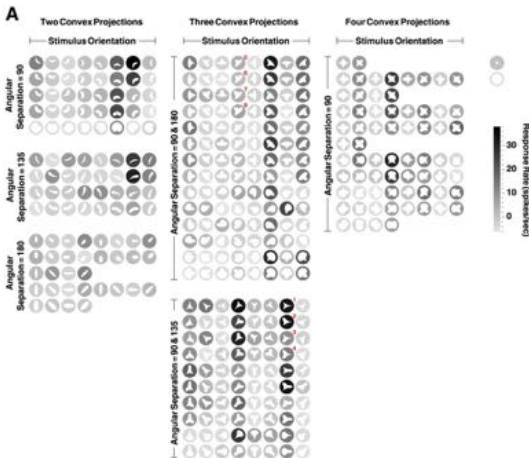 A
Two Convex Projections
Three Convex Projections
Four Convex Projections
Stimulus Orientation
Stimulus Orientation
Stimulus Orientation
Angular
Separation = 90
Angular
Separation = 135
Angular
Separation = 180
Angular Separation = 90 & 180
Angular Separation = 90 & 135
Angular Separation = 90
Response Rate (spikes/sec)
30
20
10
0